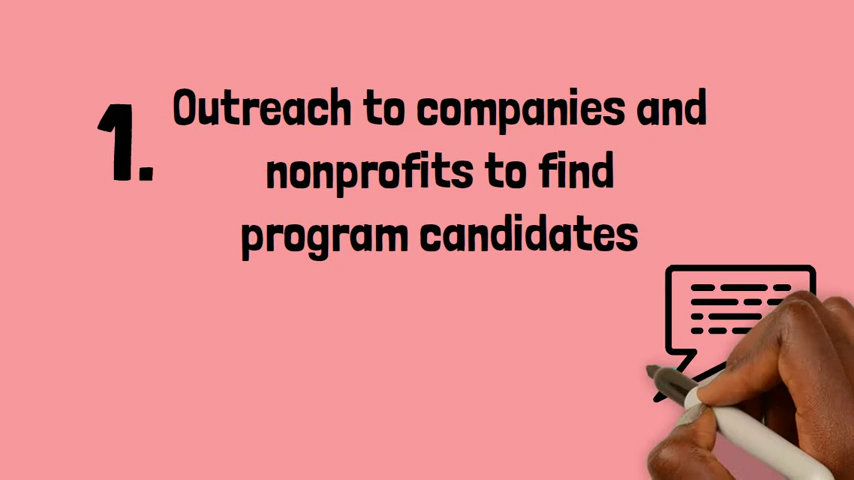 1. Outreach to companies and
nonprofits to find
program candidates